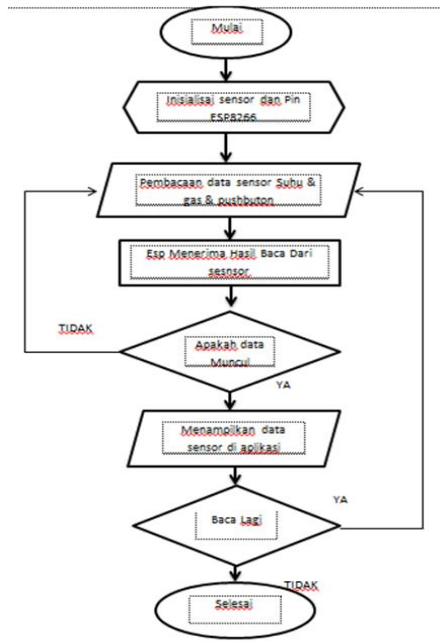 Mulai
Inisialisai sensor dan Pin
ESP8266
Pembacaan data sensor Suhu &
gas & pushbuton
Esp Menerima Hasil Baca Dari
sesnsor
TIDAK
Apakah data
Muncul
YA
Menampilkan data
sensor di aplikasi
YA
Baca Lagi
TIDAK
Selesai